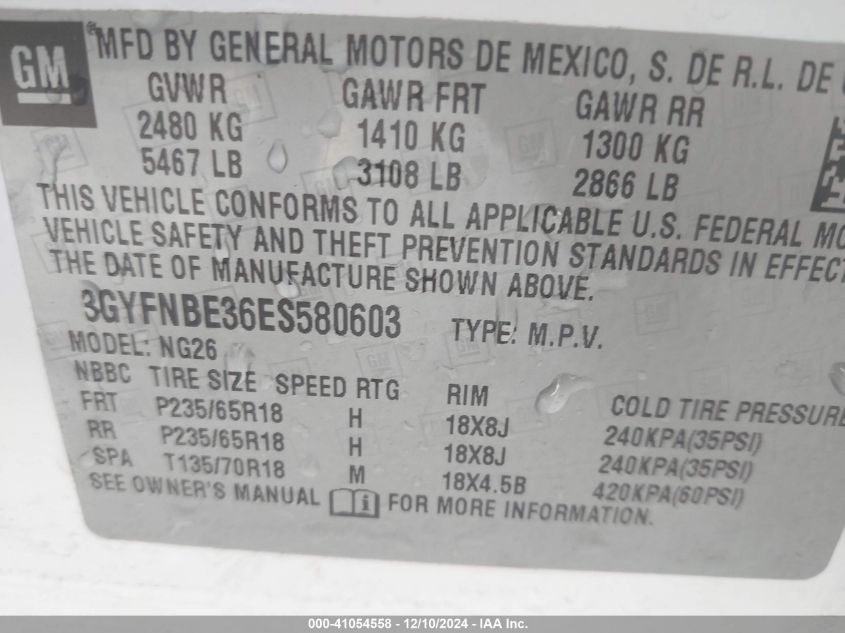 GM
MFD BY GENERAL MOTORS DE MEXICO, S. DE R.L. DE
GVWR GAWR FRT GAWR RR
2480 KG 1410 KG 1300 KG
5467 LB 3108 LB 2866 LB
THIS VEHICLE CONFORMS TO ALL APPLICABLE U.S. FEDERAL MO
VEHICLE SAFETY AND THEFT PREVENTION STANDARDS IN EFFECT
THE DATE OF MANUFACTURE SHOWN ABOVE.
3GYFNBE36ES580603 TYPE: M.P.V.
MODEL: NG26
NBBC TIRE SIZE SPEED RTG RIM COLD TIRE PRESSURE
FRT P235/65R18 H 18X8J 240KPA(35PSI)
RR P235/65R18 H 18X8J 240KPA(35PSI)
SPA T135/70R18 M 18X4.5B 420KPA(60PSI)
SEE OWNER'S MANUAL i FOR MORE INFORMATION.
000-41054558 - 12/10/2024 - IAA Inc.